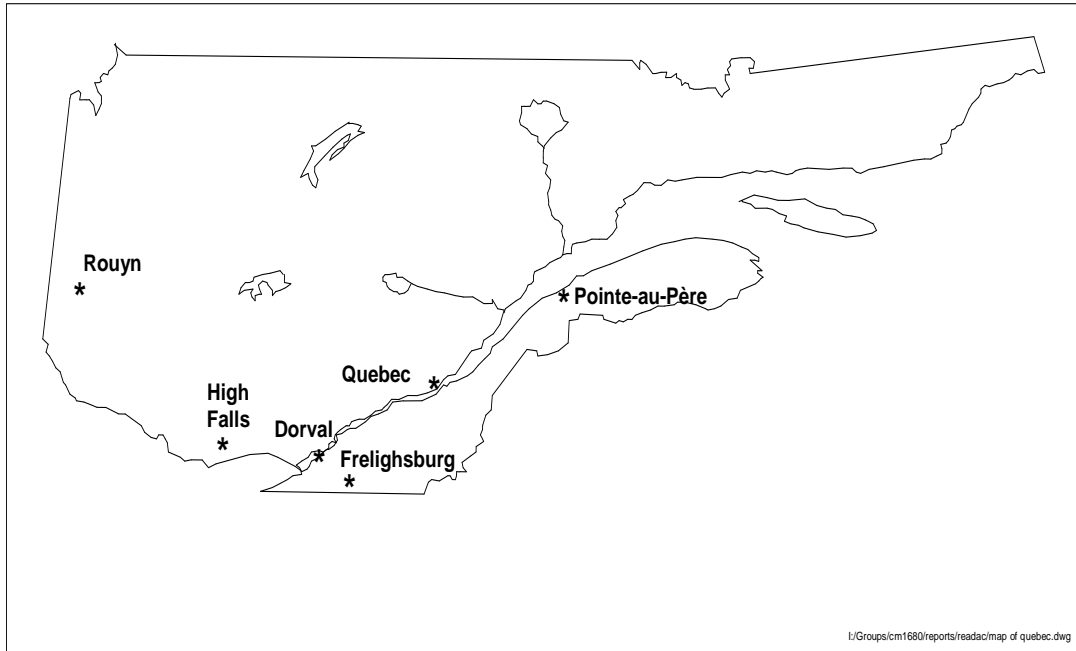 Rouyn
Pointe-au-Père
Quebec
High
Falls
Dorval
Frelighsburg
I:/Groups/cm1680/reports/readac/map of quebec.dwg